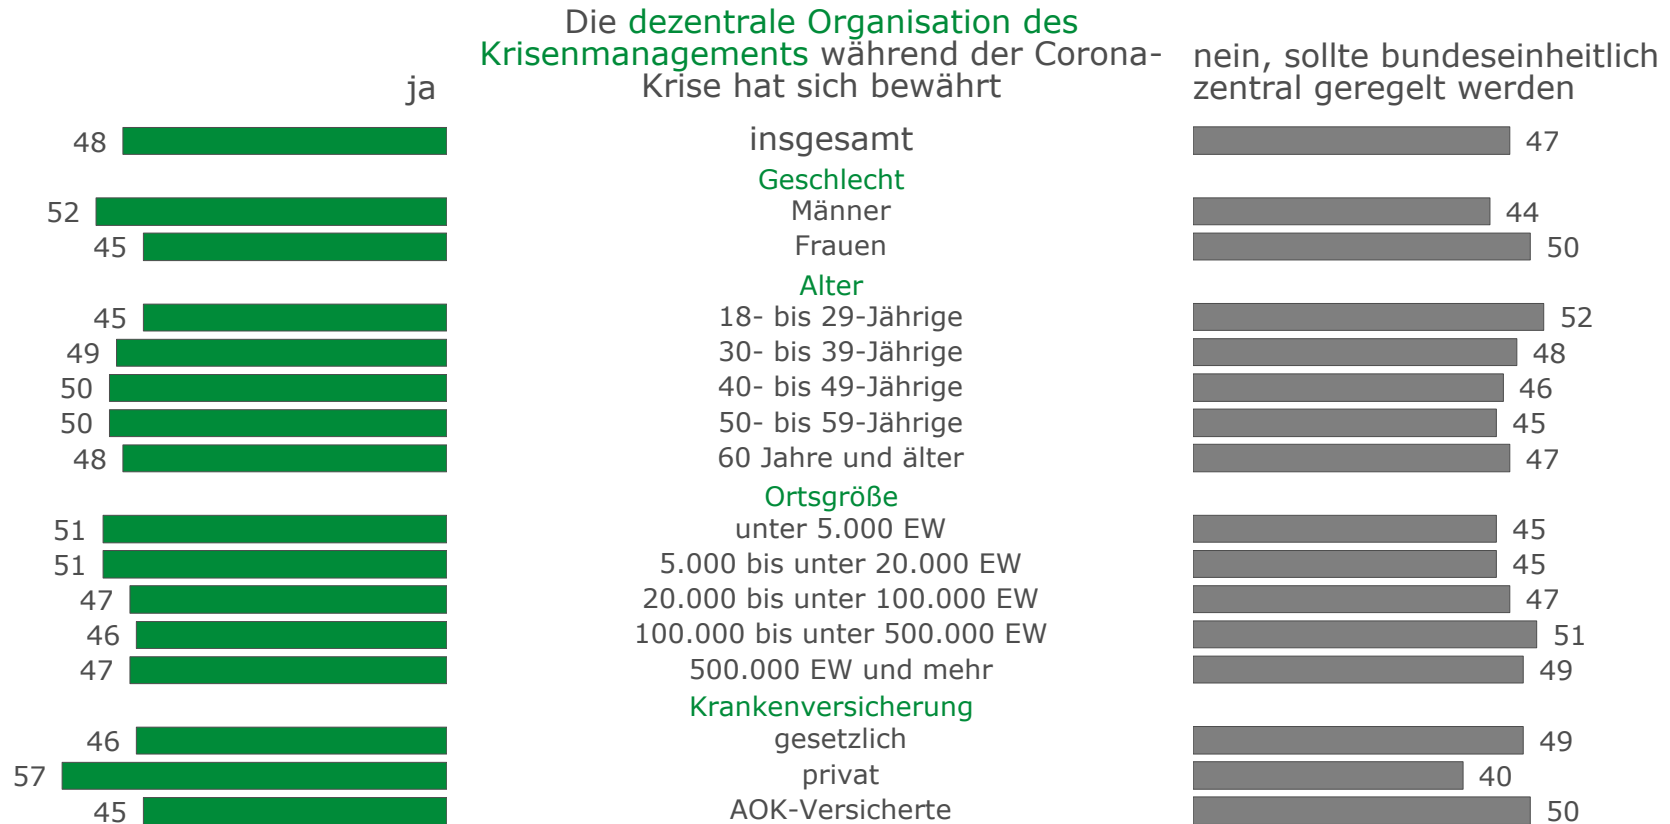 Die dezentrale Organisation des
Krisenmanagements während der Corona-
Krise hat sich bewährt
ja
nein, sollte bundeseinheitlich
zentral geregelt werden
48 insgesamt 47
Geschlecht
52 Männer 44
45 Frauen 50
Alter
45 18- bis 29-Jährige 52
49 30- bis 39-Jährige 48
50 40- bis 49-Jährige 46
50 50- bis 59-Jährige 45
48 60 Jahre und älter 47
Ortsgröße
51 unter 5.000 EW 45
51 5.000 bis unter 20.000 EW 45
47 20.000 bis unter 100.000 EW 47
46 100.000 bis unter 500.000 EW 51
47 500.000 EW und mehr 49
Krankenversicherung
46 gesetzlich 49
57 privat 40
45 AOK-Versicherte 50